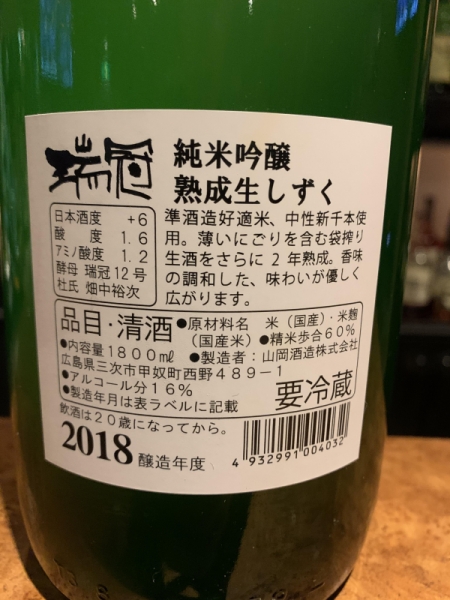 瑞冠
純米吟醸
熟成生しずく
日本酒度 +6
酸度 1.6
アミノ酸度 1.2
酵母 瑞冠12号
杜氏 畑中裕次
準酒造好適米、中性新千本使
用。薄いにごりを含む袋搾り
生酒をさらに2年熟成。香味
の調和した、味わいが優しく
広がります。
品目・清酒
●原材料名 米(国産)・米麹
(国産米) ●精米歩合60%
●内容量1800㎖ ●製造者:山岡酒造株式会社
広島県三次市甲奴町西野489-1
●アルコール分16%
●製造年月は表ラベルに記載
要冷蔵
飲酒は20歳になってから。
2018 醸造年度
4932991004032